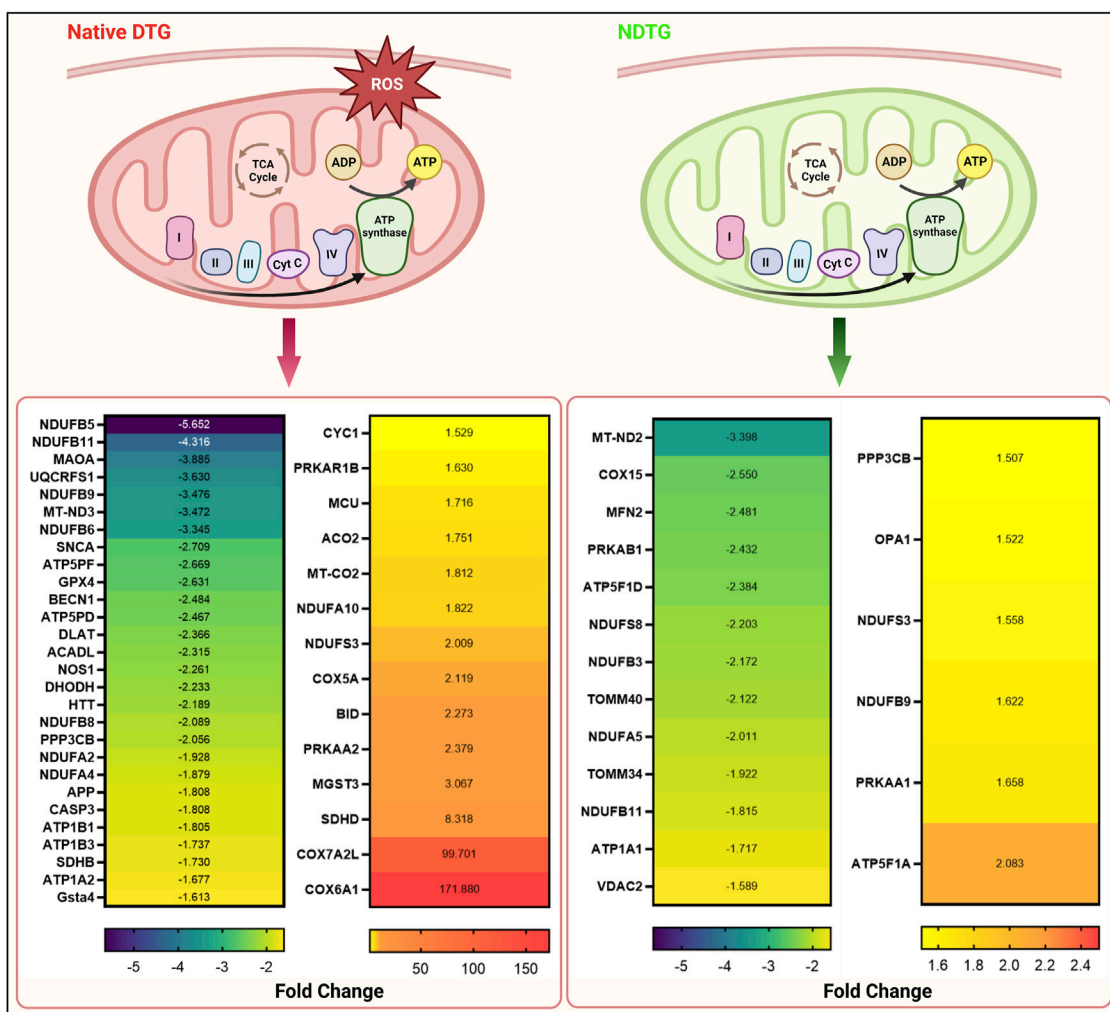 Native DTG
NDTG
ROS
TCA
Cycle
ADP
ATP
I
II
III
Cyt C
IV
ATP
synthase
TCA
Cycle
ADP
ATP
I
II
III
Cyt C
IV
ATP
synthase
NDUFB5 -5.652
NDUFB11 -4.316
MAOA -3.885
UQCRFS1 -3.630
NDUFB9 -3.476
MT-ND3 -3.472
NDUFB6 -3.345
SNCA -2.709
ATP5PF -2.669
GPX4 -2.631
BECN1 -2.484
ATP5PD -2.467
DLAT -2.366
ACADL -2.315
NOS1 -2.261
DHODH -2.233
HTT -2.189
NDUFB8 -2.089
PPP3CB -2.056
NDUFA2 -1.928
NDUFA4 -1.879
APP -1.808
CASP3 -1.808
ATP1B1 -1.805
ATP1B3 -1.737
SDHB -1.730
ATP1A2 -1.677
Gsta4 -1.613
-5 -4 -3 -2
CYC1 1.529
PRKAR1B 1.630
MCU 1.716
ACO2 1.751
MT-CO2 1.812
NDUFA10 1.822
NDUFS3 2.009
COX5A 2.119
BID 2.273
PRKAA2 2.379
MGST3 3.067
SDHD 8.318
COX7A2L 99.701
COX6A1 171.880
50 100 150
Fold Change
MT-ND2 -3.398
COX15 -2.550
MFN2 -2.481
PRKAB1 -2.432
ATP5F1D -2.384
NDUFS8 -2.203
NDUFB3 -2.172
TOMM40 -2.122
NDUFA5 -2.011
TOMM34 -1.922
NDUFB11 -1.815
ATP1A1 -1.717
VDAC2 -1.589
-5 -4 -3 -2
PPP3CB 1.507
OPA1 1.522
NDUFS3 1.558
NDUFB9 1.622
PRKAA1 1.658
ATP5F1A 2.083
1.6 1.8 2.0 2.2 2.4
Fold Change